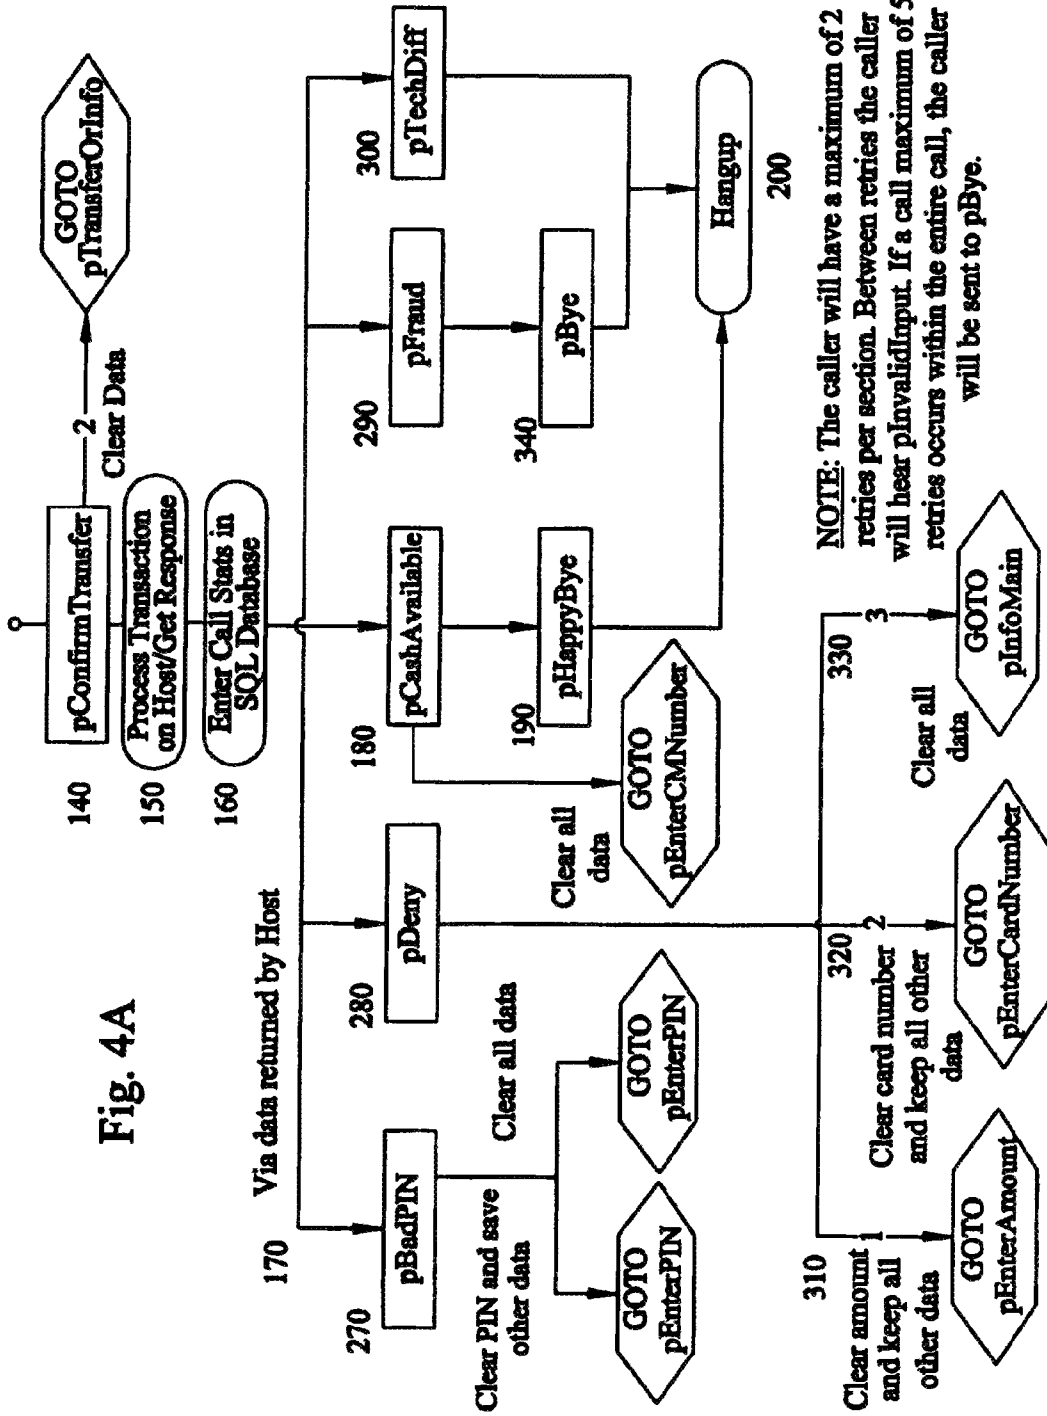 Fig. 4A
140
pConfirmTransfer
2
Clear Data
GOTO
pTransferOrInfo
150
Process Transaction
on Host/Get Response
160
Enter Call Stats in
SQL Database
170
Via data returned by Host
270
pBadPIN
280
pDeny
180
pCashAvailable
290
pFraud
300
pTechDiff
Clear PIN and save
other data
Clear all data
GOTO
pEnterPIN
GOTO
pEnterPIN
Clear all
data
GOTO
pEnterCMNumber
190
pHappyBye
340
pBye
Hangup
200
310
1
Clear amount
and keep all
other data
GOTO
pEnterAmount
320
2
Clear card number
and keep all other
data
GOTO
pEnterCardNumber
330
3
Clear all
data
GOTO
pInfoMain
NOTE: The caller will have a maximum of 2
retries per section. Between retries the caller
will hear pInvalidInput. If a call maximum of 5
retries occurs within the entire call, the caller
will be sent to pBye.